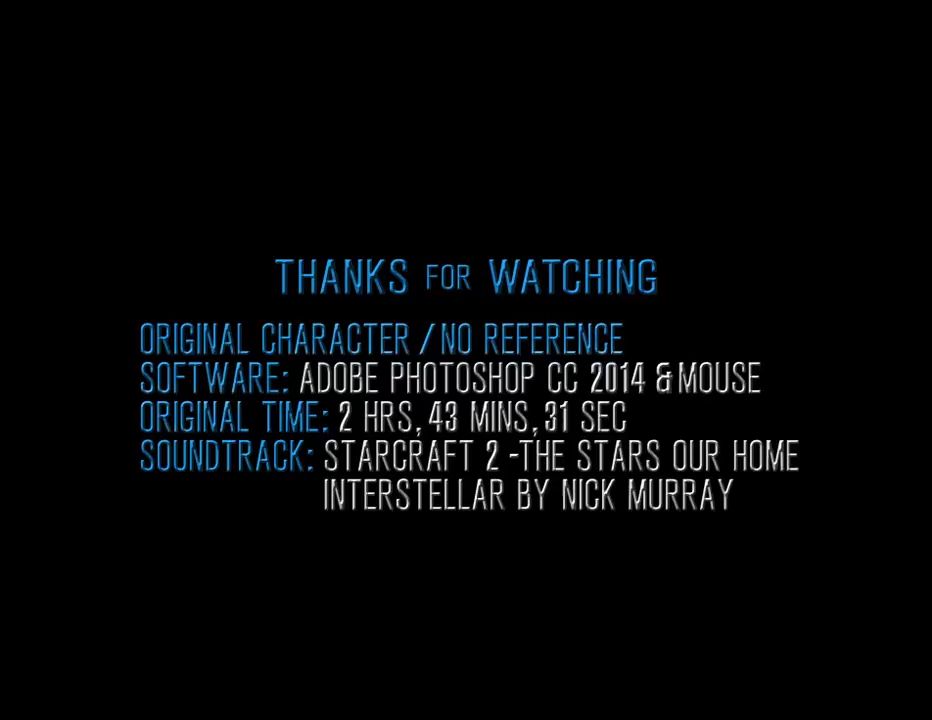 THANKS FOR WATCHING
ORIGINAL CHARACTER / NO REFERENCE
SOFTWARE: ADOBE PHOTOSHOP CC 2014 & MOUSE
ORIGINAL TIME: 2 HRS, 43 MINS, 31 SEC
SOUNDTRACK: STARCRAFT 2 -THE STARS OUR HOME
INTERSTELLAR BY NICK MURRAY